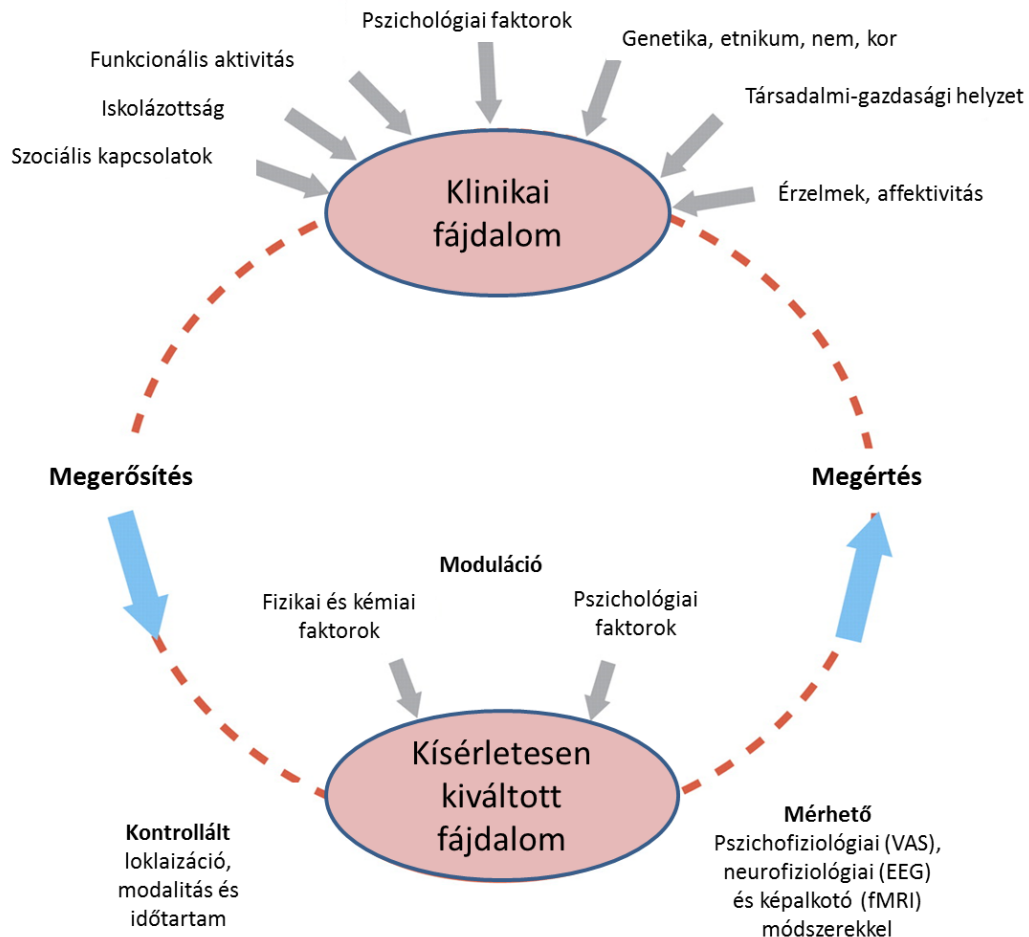 Pszichológiai faktorok
Genetika, etnikum, nem, kor
Funkcionális aktivitás
Társadalmi-gazdasági helyzet
Iskolázottság
Szociális kapcsolatok
Érzelmek, affektivitás
Klinikai
fájdalom
Megerősítés
Megértés
Moduláció
Fizikai és kémiai
faktorok
Pszichológiai
faktorok
Kísérletesen
kiváltott
fájdalom
Kontrollált
loklaizáció,
modalitás és
időtartam
Mérhető
Pszichofiziológiai (VAS),
neurofiziológiai (EEG)
és képalkotó (fMRI)
módszerekkel